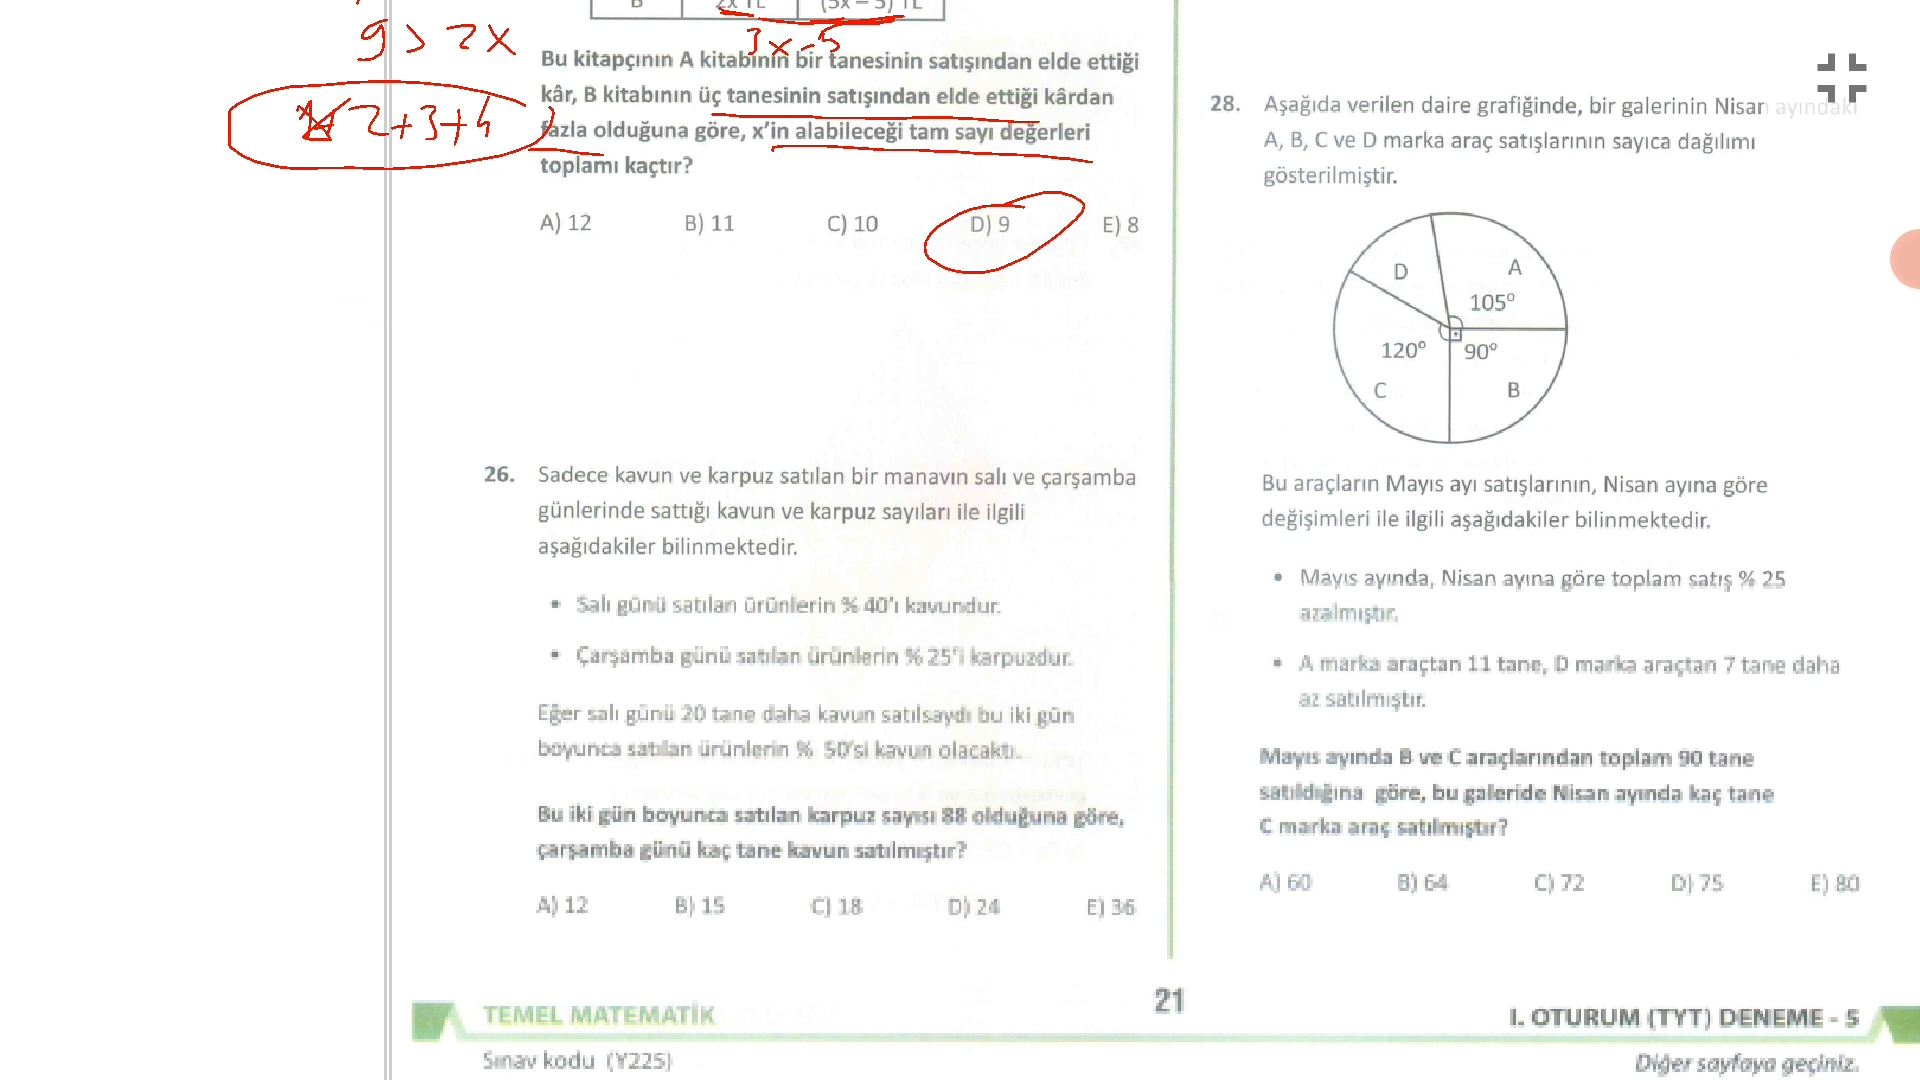 B 2x TL (5x – 5) TL
3x – 5
9 > 2x
2+3+4
Bu kitapçının A kitabının bir tanesinin satışından elde ettiği
kâr, B kitabının üç tanesinin satışından elde ettiği kârdan
fazla olduğuna göre, x'in alabileceği tam sayı değerleri
toplamı kaçtır?
A) 12 B) 11 C) 10 D) 9 E) 8
26. Sadece kavun ve karpuz satılan bir manavın salı ve çarşamba
günlerinde sattığı kavun ve karpuz sayıları ile ilgili
aşağıdakiler bilinmektedir.
• Salı günü satılan ürünlerin % 40'ı kavundur.
• Çarşamba günü satılan ürünlerin % 25'i karpuzdur.
Eğer salı günü 20 tane daha kavun satılsaydı bu iki gün
boyunca satılan ürünlerin % 50'si kavun olacaktı.
Bu iki gün boyunca satılan karpuz sayısı 88 olduğuna göre,
çarşamba günü kaç tane kavun satılmıştır?
A) 12 B) 15 C) 18 D) 24 E) 36
28. Aşağıda verilen daire grafiğinde, bir galerinin Nisan ayındaki
A, B, C ve D marka araç satışlarının sayıca dağılımı
gösterilmiştir.
D A
105°
120° 90°
C B
Bu araçların Mayıs ayı satışlarının, Nisan ayına göre
değişimleri ile ilgili aşağıdakiler bilinmektedir.
• Mayıs ayında, Nisan ayına göre toplam satış % 25
azalmıştır.
• A marka araçtan 11 tane, D marka araçtan 7 tane daha
az satılmıştır.
Mayıs ayında B ve C araçlarından toplam 90 tane
satıldığına göre, bu galeride Nisan ayında kaç tane
C marka araç satılmıştır?
A) 60 B) 64 C) 72 D) 75 E) 80
TEMEL MATEMATİK
21
I. OTURUM (TYT) DENEME - 5
Sınav kodu (Y225)
Diğer sayfaya geçiniz.